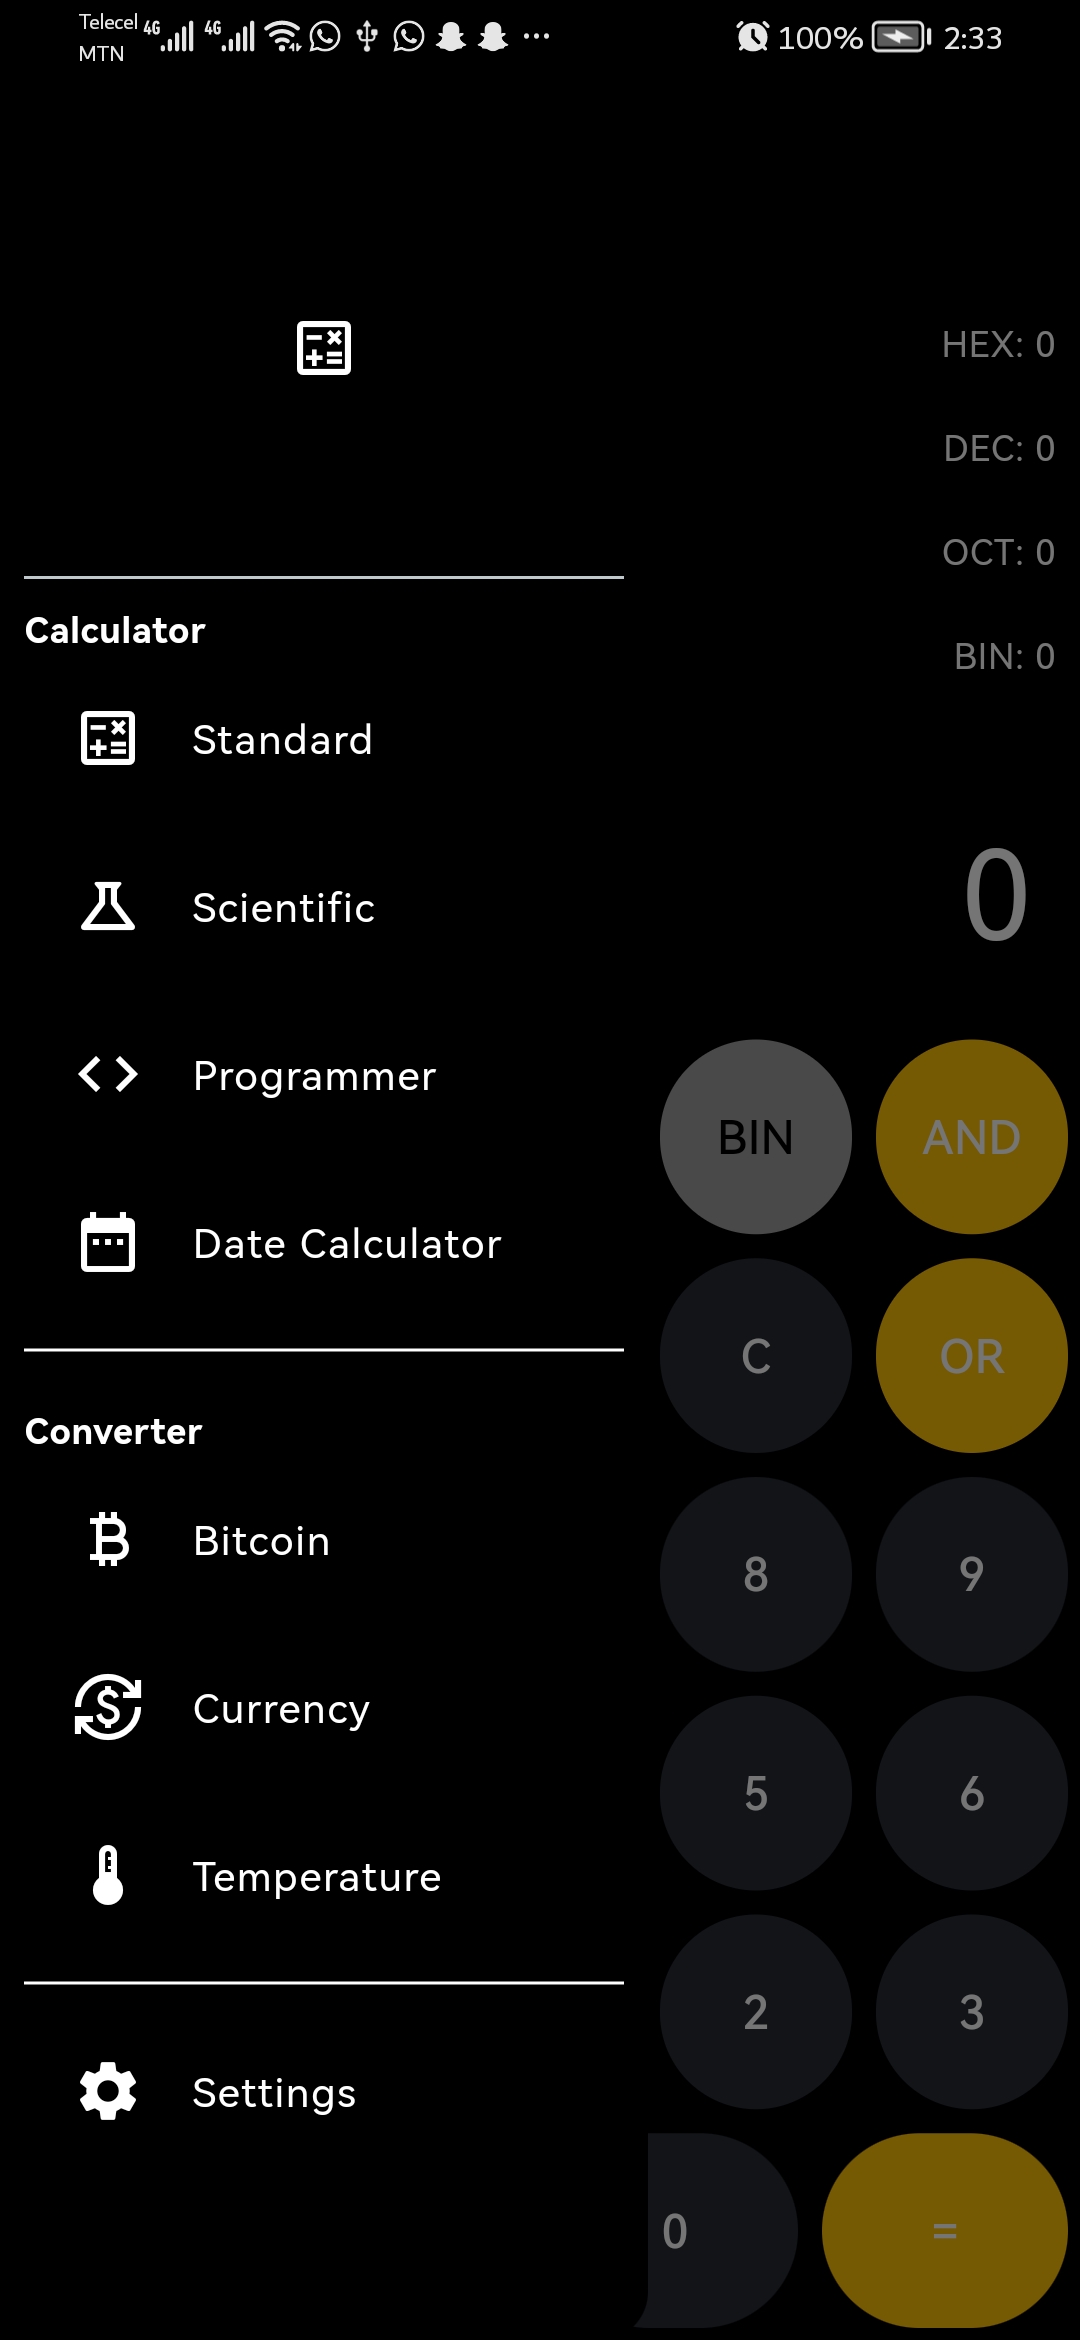 Telecel 4G 4G 100% 2:33
MTN
HEX: 0
DEC: 0
OCT: 0
BIN: 0
0
Calculator
Standard
Scientific
Programmer
Date Calculator
Converter
Bitcoin
Currency
Temperature
Settings
BIN AND
C OR
8 9
5 6
2 3
0 =